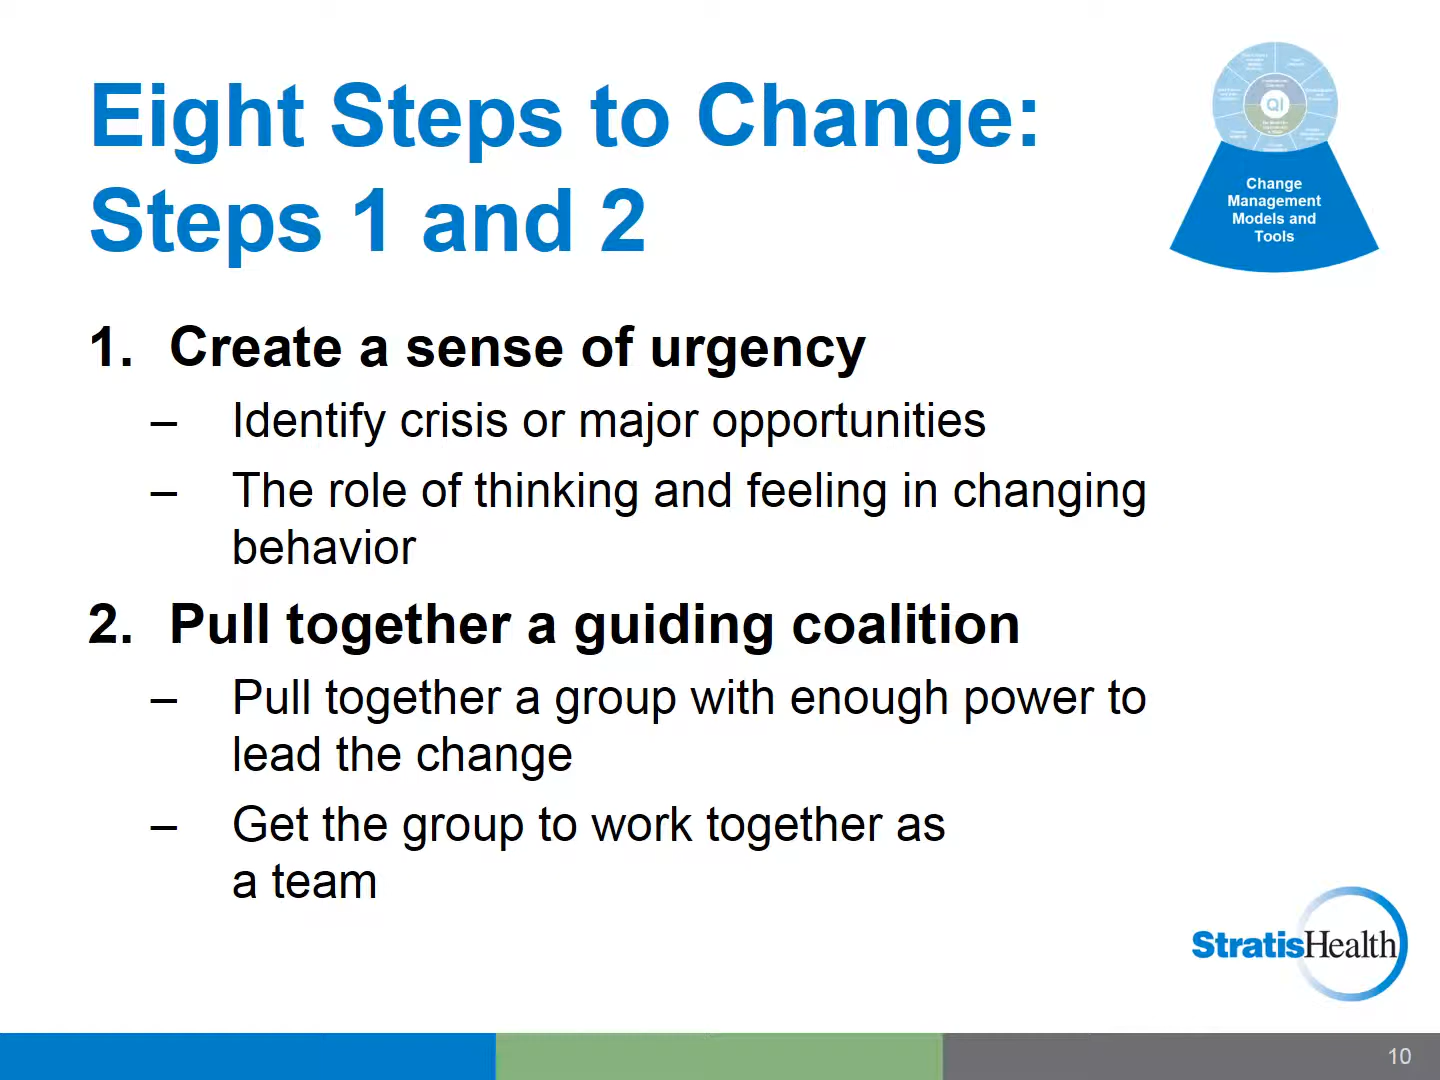 Eight Steps to Change:
Steps 1 and 2
QI
Change
Management
Models and
Tools
1. Create a sense of urgency
– Identify crisis or major opportunities
– The role of thinking and feeling in changing
behavior
2. Pull together a guiding coalition
– Pull together a group with enough power to
lead the change
– Get the group to work together as
a team
StratisHealth
10